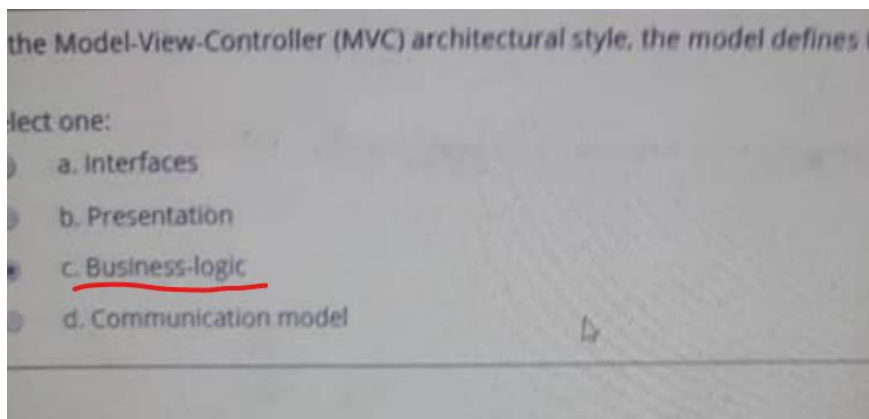 the Model-View-Controller (MVC) architectural style, the model defines
lect one:
a. Interfaces
b. Presentation
c. Business-logic
d. Communication model